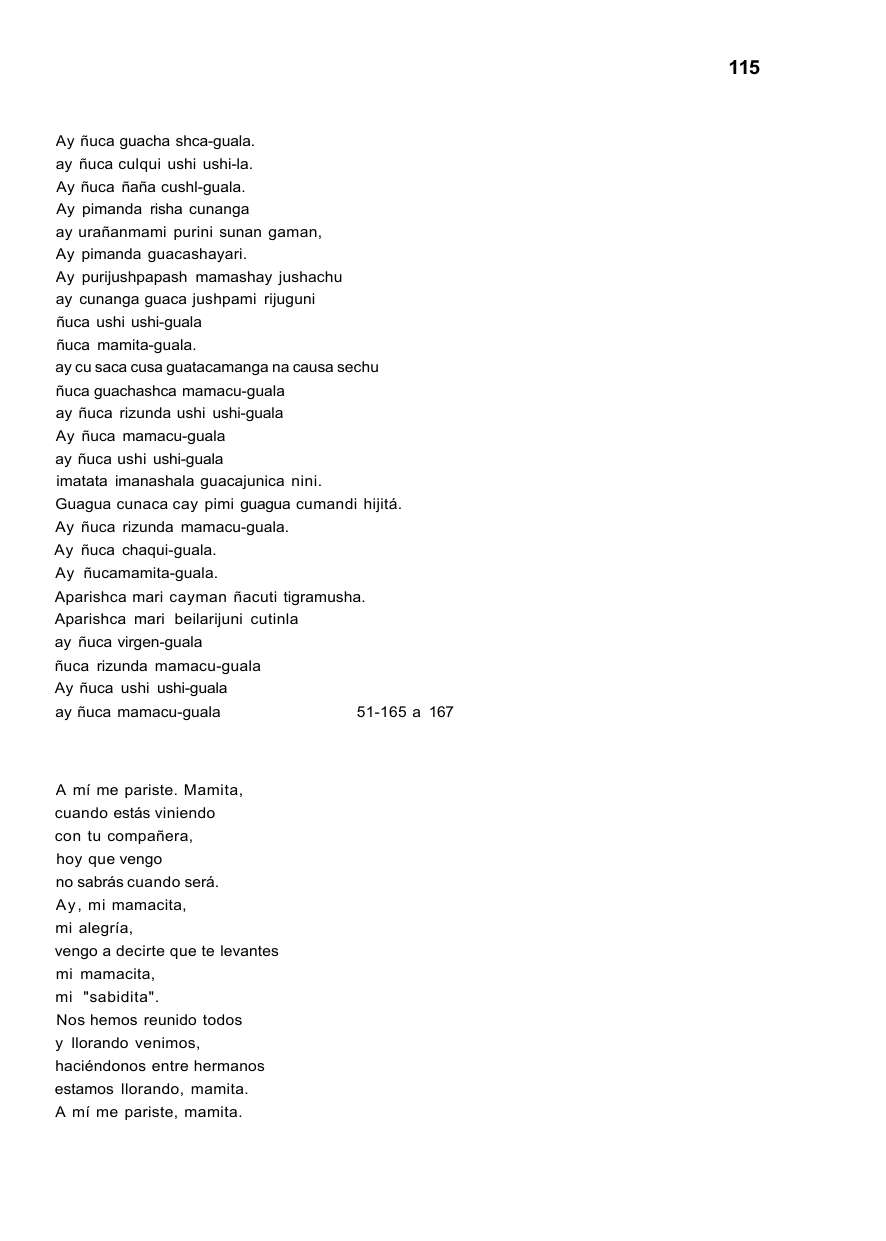 115
Ay ñuca guacha shca-guala.
ay ñuca culqui ushi ushi-la.
Ay ñuca ñaña cushl-guala.
Ay pimanda risha cunanga
ay urañanmami purini sunan gaman,
Ay pimanda guacashayari.
Ay purijushpapash mamashay jushachu
ay cunanga guaca jushpami rijuguni
ñuca ushi ushi-guala
ñuca mamita-guala.
ay cu saca cusa guatacamanga na causa sechu
ñuca guachashca mamacu-guala
ay ñuca rizunda ushi ushi-guala
Ay ñuca mamacu-guala
ay ñuca ushi ushi-guala
imatata imanashala guacajunica nini.
Guagua cunaca cay pimi guagua cumandi hijitá.
Ay ñuca rizunda mamacu-guala.
Ay ñuca chaqui-guala.
Ay ñucamamita-guala.
Aparishca mari cayman ñacuti tigramusha.
Aparishca mari beilarijuni cutinla
ay ñuca virgen-guala
ñuca rizunda mamacu-guala
Ay ñuca ushi ushi-guala
ay ñuca mamacu-guala 51-165 a 167
A mí me pariste. Mamita,
cuando estás viniendo
con tu compañera,
hoy que vengo
no sabrás cuando será.
Ay, mi mamacita,
mi alegría,
vengo a decirte que te levantes
mi mamacita,
mi "sabidita".
Nos hemos reunido todos
y llorando venimos,
haciéndonos entre hermanos
estamos llorando, mamita.
A mí me pariste, mamita.